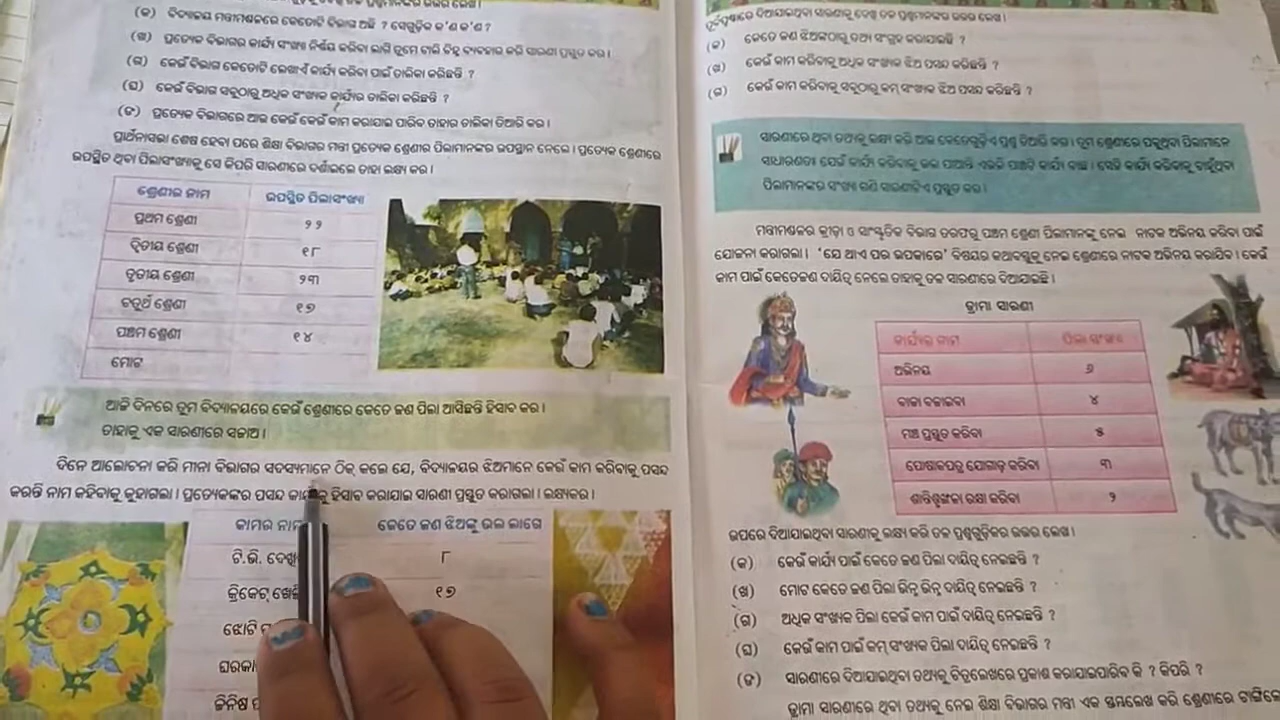 (କ) ବିଦ୍ୟାଳୟ ମନ୍ତ୍ରୀମଣ୍ଡଳରେ କେତୋଟି ବିଭାଗ ଅଛି ? ସେଗୁଡ଼ିକ କ'ଣ କ'ଣ ?
(ଖ) ପ୍ରତ୍ୟେକ ବିଭାଗର କାର୍ଯ୍ୟ ସଂଖ୍ୟା ନିର୍ଣ୍ଣୟ କରିବା ଲାଗି ତୁମେ ଟାଲି ଚିହ୍ନ ବ୍ୟବହାର କରି ସାରଣୀ ପ୍ରସ୍ତୁତ କର ।
(ଗ) କେଉଁ ବିଭାଗ କେତୋଟି ଲେଖାଏଁ କାର୍ଯ୍ୟ କରିବା ପାଇଁ ତାଲିକା କରିଛନ୍ତି ?
(ଘ) କେଉଁ ବିଭାଗ ସବୁଠାରୁ ଅଧିକ ସଂଖ୍ୟକ କାର୍ଯ୍ୟର ତାଲିକା କରିଛନ୍ତି ?
(ଙ) ପ୍ରତ୍ୟେକ ବିଭାଗରେ ଆଉ କେଉଁ କେଉଁ କାମ କରାଯାଇ ପାରିବ ତାହାର ତାଲିକା ତିଆରି କର ।
ପ୍ରାର୍ଥନାସଭା ଶେଷ ହେବା ପରେ ଶିକ୍ଷା ବିଭାଗର ମନ୍ତ୍ରୀ ପ୍ରତ୍ୟେକ ଶ୍ରେଣୀର ପିଲାମାନଙ୍କର ଉପସ୍ଥାନ ନେଲେ । ପ୍ରତ୍ୟେକ ଶ୍ରେଣୀରେ
ଉପସ୍ଥିତ ଥିବା ପିଲାସଂଖ୍ୟାକୁ ସେ କିପରି ସାରଣୀରେ ଦର୍ଶାଇଲେ ତାହା ଲକ୍ଷ୍ୟ କର ।
ଶ୍ରେଣୀର ନାମ ଉପସ୍ଥିତ ପିଲାସଂଖ୍ୟା
ପ୍ରଥମ ଶ୍ରେଣୀ ୨୨
ଦ୍ୱିତୀୟ ଶ୍ରେଣୀ ୧୮
ତୃତୀୟ ଶ୍ରେଣୀ ୨୩
ଚତୁର୍ଥ ଶ୍ରେଣୀ ୧୭
ପଞ୍ଚମ ଶ୍ରେଣୀ ୧୪
ମୋଟ
ଆଜି ଦିନରେ ତୁମ ବିଦ୍ୟାଳୟରେ କେଉଁ ଶ୍ରେଣୀରେ କେତେ ଜଣ ପିଲା ଆସିଛନ୍ତି ହିସାବ କର ।
ତାହାକୁ ଏକ ସାରଣୀରେ ସଜାଅ ।
ଦିନେ ଆଲୋଚନା କରି ମୀନା ବିଭାଗର ସଦସ୍ୟମାନେ ଠିକ୍ କଲେ ଯେ, ବିଦ୍ୟାଳୟର ଝିଅମାନେ କେଉଁ କାମ କରିବାକୁ ପସନ୍ଦ
କରନ୍ତି ନାମ କହିବାକୁ କୁହାଗଲା । ପ୍ରତ୍ୟେକଙ୍କର ପସନ୍ଦ କାର୍ଯ୍ୟକୁ ହିସାବ କରାଯାଇ ସାରଣୀ ପ୍ରସ୍ତୁତ କରାଗଲା । ଲକ୍ଷ୍ୟକର ।
କାମର ନାମ କେତେ ଜଣ ଝିଅଙ୍କୁ ଭଲ ଲାଗେ
ଟି.ଭି. ୮
କ୍ରିକେଟ୍ ୧୭
ଝୋଟି
ଜିନିଷ
ପୂର୍ବପୃଷ୍ଠାରେ ଦିଆଯାଇଥିବା ସାରଣୀକୁ ଦେଖି ତଳ ପ୍ରଶ୍ନମାନଙ୍କର ଉତ୍ତର ଲେଖ ।
(କ) କେତେ ଜଣ ଝିଅଙ୍କଠାରୁ ତଥ୍ୟ ସଂଗ୍ରହ କରାଯାଇଛି ?
(ଖ) କେଉଁ କାମ କରିବାକୁ ଅଧିକ ସଂଖ୍ୟକ ଝିଅ ପସନ୍ଦ କରିଛନ୍ତି ?
(ଗ) କେଉଁ କାମ କରିବାକୁ ସବୁଠାରୁ କମ୍ ସଂଖ୍ୟକ ଝିଅ ପସନ୍ଦ କରିଛନ୍ତି ?
ସାରଣୀରେ ଥିବା ତଥ୍ୟକୁ ଲକ୍ଷ୍ୟ କରି ଆଉ କେତେଗୁଡ଼ିଏ ପ୍ରଶ୍ନ ତିଆରି କର । ତୁମ ଶ୍ରେଣୀରେ ପଢ଼ୁଥିବା ପିଲାମାନେ
ସାଧାରଣତଃ ଯେଉଁ କାର୍ଯ୍ୟ କରିବାକୁ ଭଲ ପାଆନ୍ତି ଏଭଳି ପାଞ୍ଚଟି କାର୍ଯ୍ୟ ବାଛ । ସେହି କାର୍ଯ୍ୟ କରିବାକୁ ଚାହୁଁଥିବା
ପିଲାମାନଙ୍କର ସଂଖ୍ୟା ଗଣି ସାରଣୀଟିଏ ପ୍ରସ୍ତୁତ କର ।
ମନ୍ତ୍ରୀମଣ୍ଡଳର କ୍ରୀଡ଼ା ଓ ସାଂସ୍କୃତିକ ବିଭାଗ ତରଫରୁ ପଞ୍ଚମ ଶ୍ରେଣୀ ପିଲାମାନଙ୍କୁ ନେଇ ନାଟକ ଅଭିନୟ କରିବା ପାଇଁ
ଯୋଜନା କରାଗଲା । 'ଯେ ଥାଏ ପର ଉପକାରେ' ବିଷୟର କଥାବସ୍ତୁକୁ ନେଇ ଶ୍ରେଣୀରେ ନାଟକ ଅଭିନୟ କରାଯିବ । କେଉଁ
କାମ ପାଇଁ କେତେଜଣ ଦାୟିତ୍ୱ ନେଲେ ତାହାକୁ ତଳ ସାରଣୀରେ ଦିଆଯାଇଛି ।
ଡ୍ରାମା ସାରଣୀ
କାର୍ଯ୍ୟର ନାମ ପିଲା ସଂଖ୍ୟା
ଅଭିନୟ ୬
ବାଜା ବଜାଇବା ୪
ମଞ୍ଚ ପ୍ରସ୍ତୁତ କରିବା ୫
ପୋଷାକପତ୍ର ଯୋଗାଡ଼ କରିବା ୩
ଶାନ୍ତିଶୃଙ୍ଖଳା ରକ୍ଷା କରିବା ୨
ଉପରେ ଦିଆଯାଇଥିବା ସାରଣୀକୁ ଲକ୍ଷ୍ୟ କରି ତଳ ପ୍ରଶ୍ନଗୁଡ଼ିକର ଉତ୍ତର ଲେଖ ।
(କ) କେଉଁ କାର୍ଯ୍ୟ ପାଇଁ କେତେ ଜଣ ପିଲା ଦାୟିତ୍ୱ ନେଇଛନ୍ତି ?
(ଖ) ମୋଟ କେତେ ଜଣ ପିଲା ଭିନ୍ନ ଭିନ୍ନ ଦାୟିତ୍ୱ ନେଇଛନ୍ତି ?
(ଗ) ଅଧିକ ସଂଖ୍ୟକ ପିଲା କେଉଁ କାମ ପାଇଁ ଦାୟିତ୍ୱ ନେଇଛନ୍ତି ?
(ଘ) କେଉଁ କାମ ପାଇଁ କମ୍ ସଂଖ୍ୟକ ପିଲା ଦାୟିତ୍ୱ ନେଇଛନ୍ତି ?
(ଙ) ସାରଣୀରେ ଦିଆଯାଇଥିବା ତଥ୍ୟକୁ ଚିତ୍ରଲେଖରେ ପ୍ରକାଶ କରାଯାଇପାରିବ କି ? କିପରି ?
ଡ୍ରାମା ସାରଣୀରେ ଥିବା ତଥ୍ୟକୁ ନେଇ ଶିକ୍ଷା ବିଭାଗର ମନ୍ତ୍ରୀ ଏକ ସ୍ତମ୍ଭଲେଖ କରି ଶ୍ରେଣୀରେ